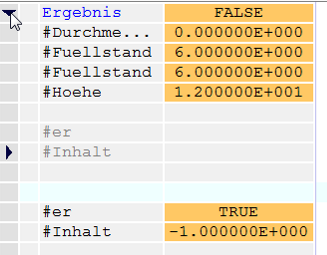 Ergebnis FALSE
#Durchme... 0.000000E+000
#Fuellstand 6.000000E+000
#Fuellstand 6.000000E+000
#Hoehe 1.200000E+001
#er
#Inhalt
#er TRUE
#Inhalt -1.000000E+000